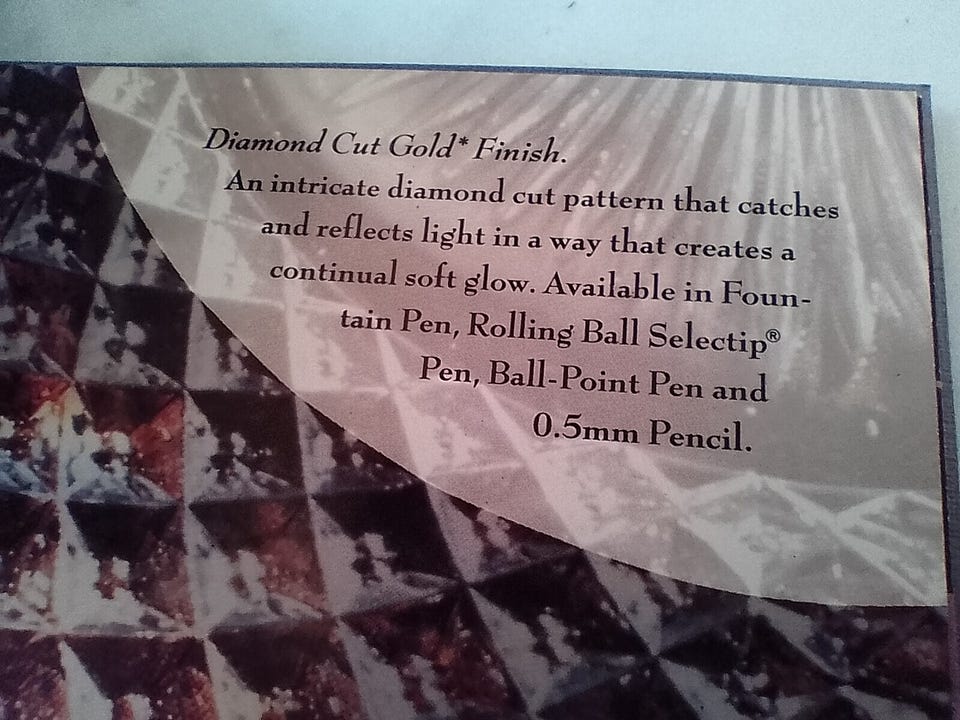 Diamond Cut Gold* Finish.
An intricate diamond cut pattern that catches
and reflects light in a way that creates a
continual soft glow. Available in Foun-
tain Pen, Rolling Ball Selectip®
Pen, Ball-Point Pen and
0.5mm Pencil.